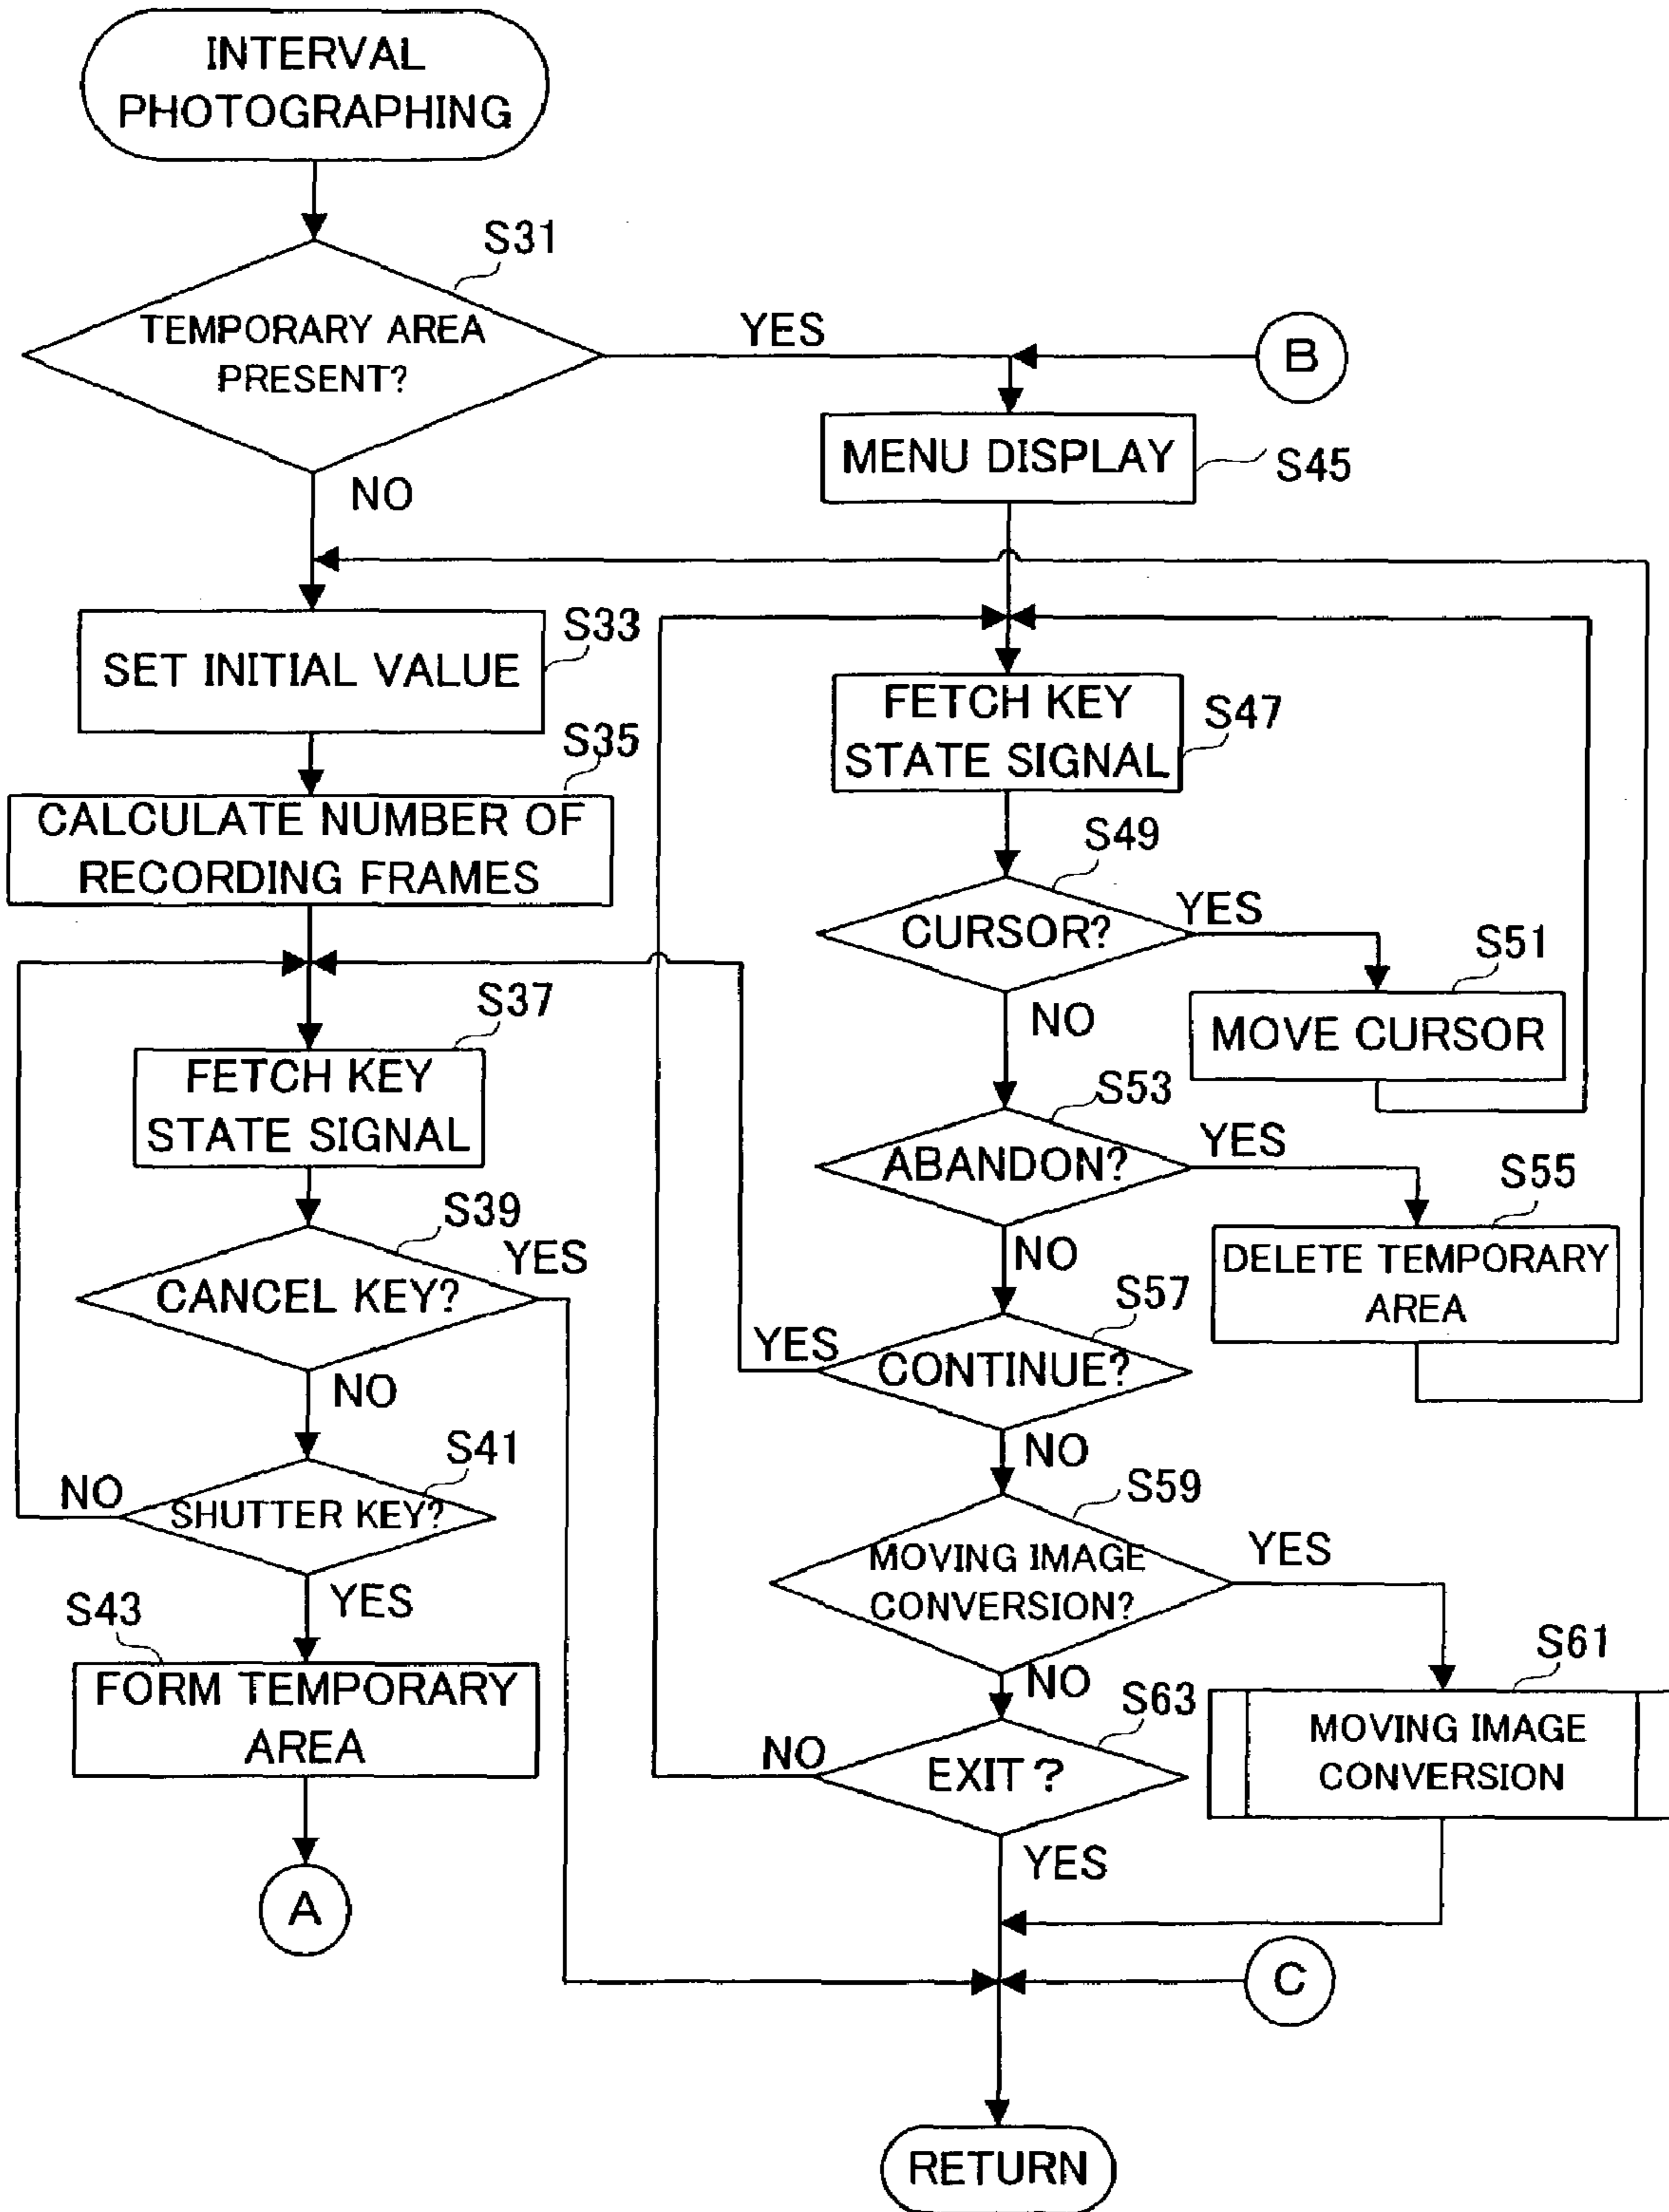 INTERVAL
PHOTOGRAPHING
S31
TEMPORARY AREA
PRESENT?
YES
B
NO
MENU DISPLAY
S45
S33
SET INITIAL VALUE
S35
CALCULATE NUMBER OF
RECORDING FRAMES
S37
FETCH KEY
STATE SIGNAL
S39
CANCEL KEY?
YES
NO
S41
NO
SHUTTER KEY?
YES
S43
FORM TEMPORARY
AREA
A
FETCH KEY
STATE SIGNAL
S47
S49
CURSOR?
YES
S51
MOVE CURSOR
NO
S53
ABANDON?
YES
S55
DELETE TEMPORARY
AREA
NO
S57
YES
CONTINUE?
NO
S59
MOVING IMAGE
CONVERSION?
YES
S61
MOVING IMAGE
CONVERSION
NO
S63
NO
EXIT?
YES
C
RETURN